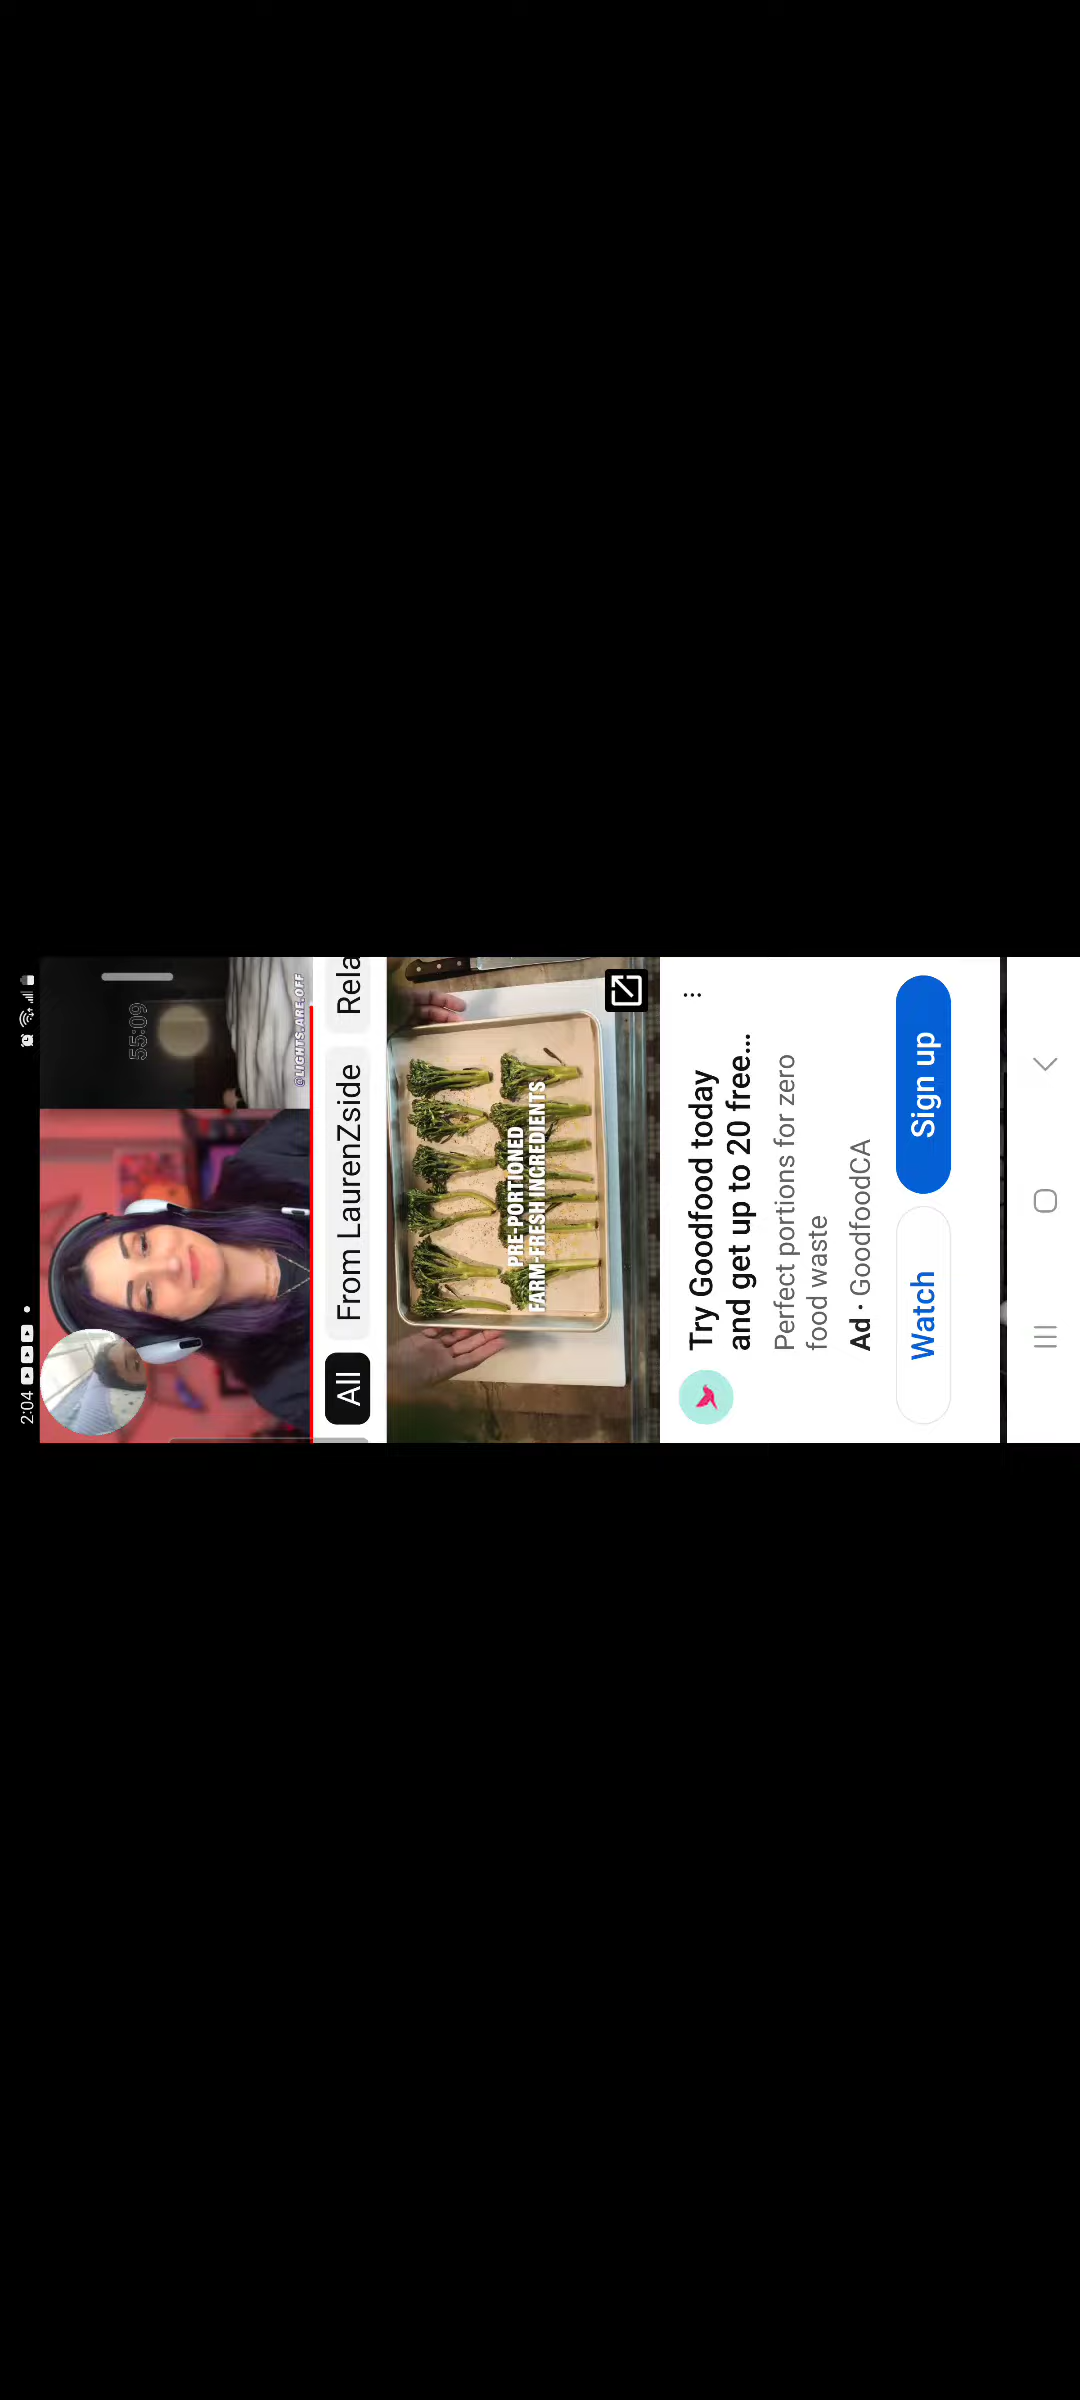 2:04
55:09
@LIGHTS.ARE.OFF
All
From LaurenZside
Rela
PRE-PORTIONED
FARM-FRESH INGREDIENTS
Try Goodfood today
and get up to 20 free...
Perfect portions for zero
food waste
Ad · GoodfoodCA
Watch
Sign up